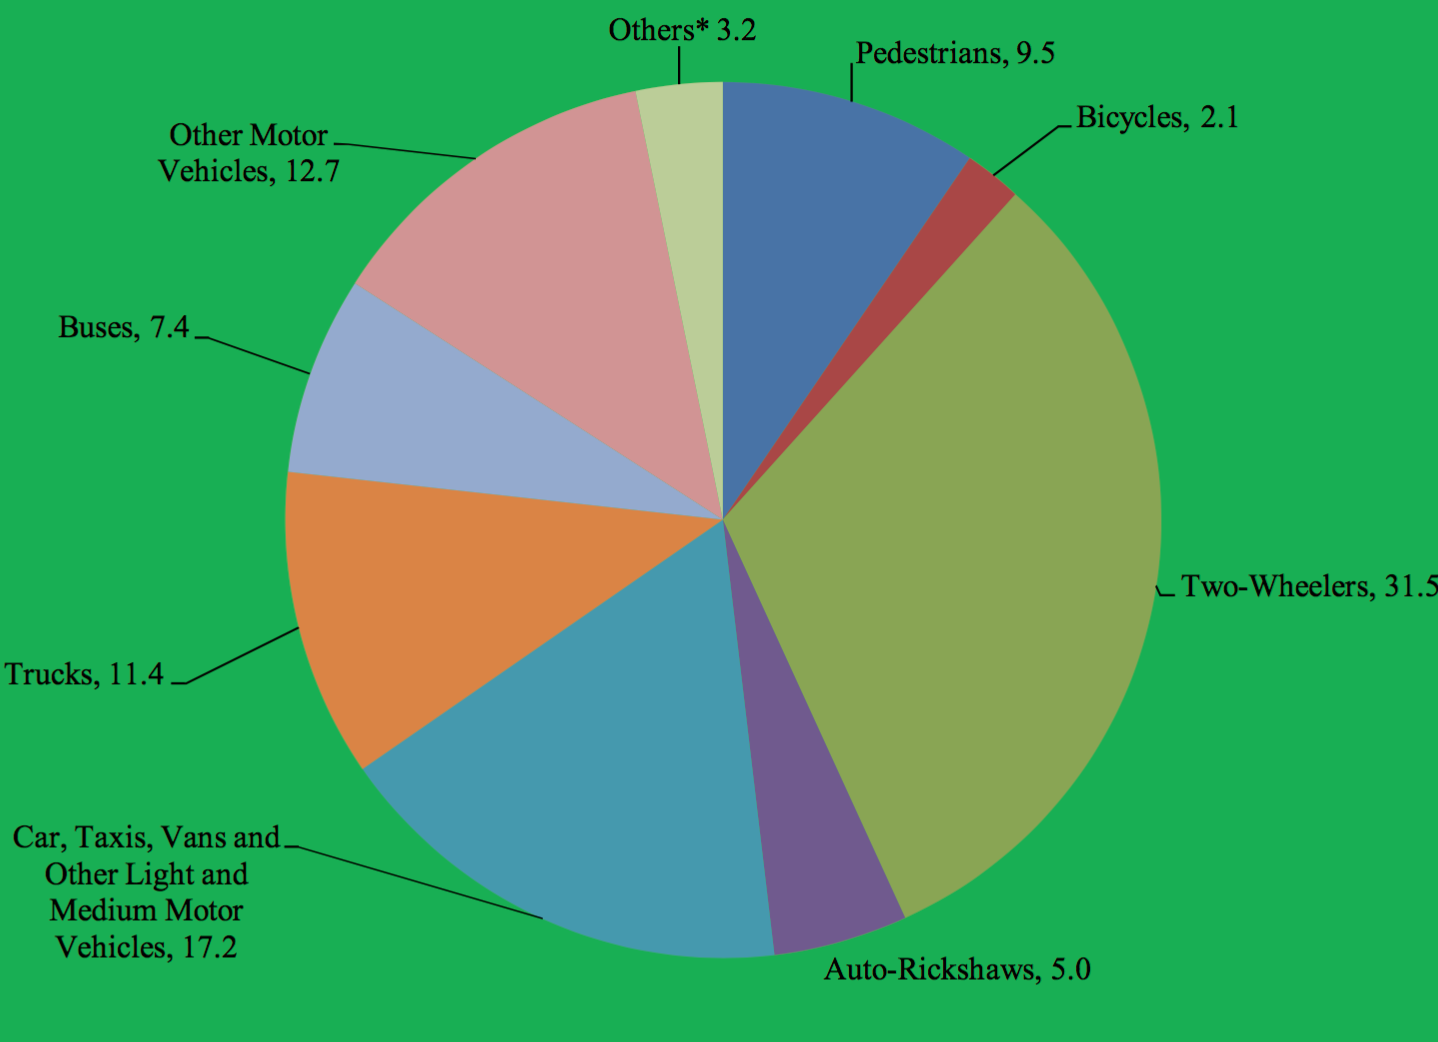 Others* 3.2
Pedestrians, 9.5
Bicycles, 2.1
Other Motor
Vehicles, 12.7
Buses, 7.4
Two-Wheelers, 31.5
Trucks, 11.4
Car, Taxis, Vans and
Other Light and
Medium Motor
Vehicles, 17.2
Auto-Rickshaws, 5.0